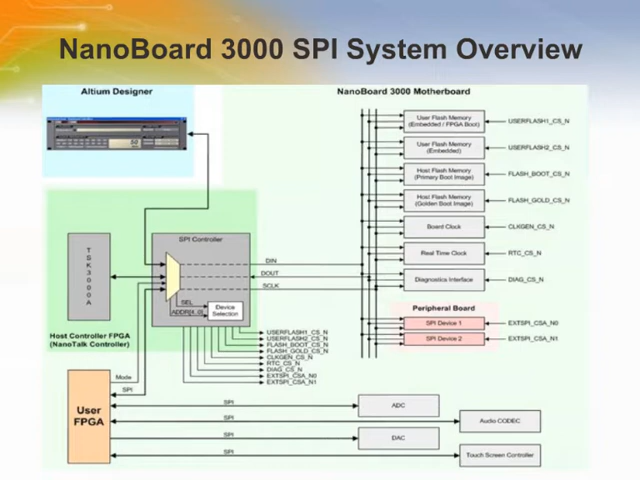 NanoBoard 3000 SPI System Overview
Altium Designer
NanoBoard 3000 Motherboard
User Flash Memory
(Embedded / FPGA Boot)
USERFLASH1_CS_N
User Flash Memory
(Embedded)
USERFLASH2_CS_N
Host Flash Memory
(Primary Boot Image)
FLASH_BOOT_CS_N
Host Flash Memory
(Golden Boot Image)
FLASH_GOLD_CS_N
Board Clock
CLKGEN_CS_N
Real Time Clock
RTC_CS_N
Diagnostics Interface
DIAG_CS_N
Peripheral Board
SPI Device 1
EXTSPI_CSA_N0
SPI Device 2
EXTSPI_CSA_N1
TSK3000A
SPI Controller
DIN
DOUT
SCLK
SEL
ADDR[4..0]
Device
Selection
Host Controller FPGA
(NanoTalk Controller)
USERFLASH1_CS_N
USERFLASH2_CS_N
FLASH_BOOT_CS_N
FLASH_GOLD_CS_N
CLKGEN_CS_N
RTC_CS_N
DIAG_CS_N
EXTSPI_CSA_N0
EXTSPI_CSA_N1
Mode
SPI
User
FPGA
SPI
ADC
SPI
Audio CODEC
SPI
DAC
SPI
Touch Screen Controller